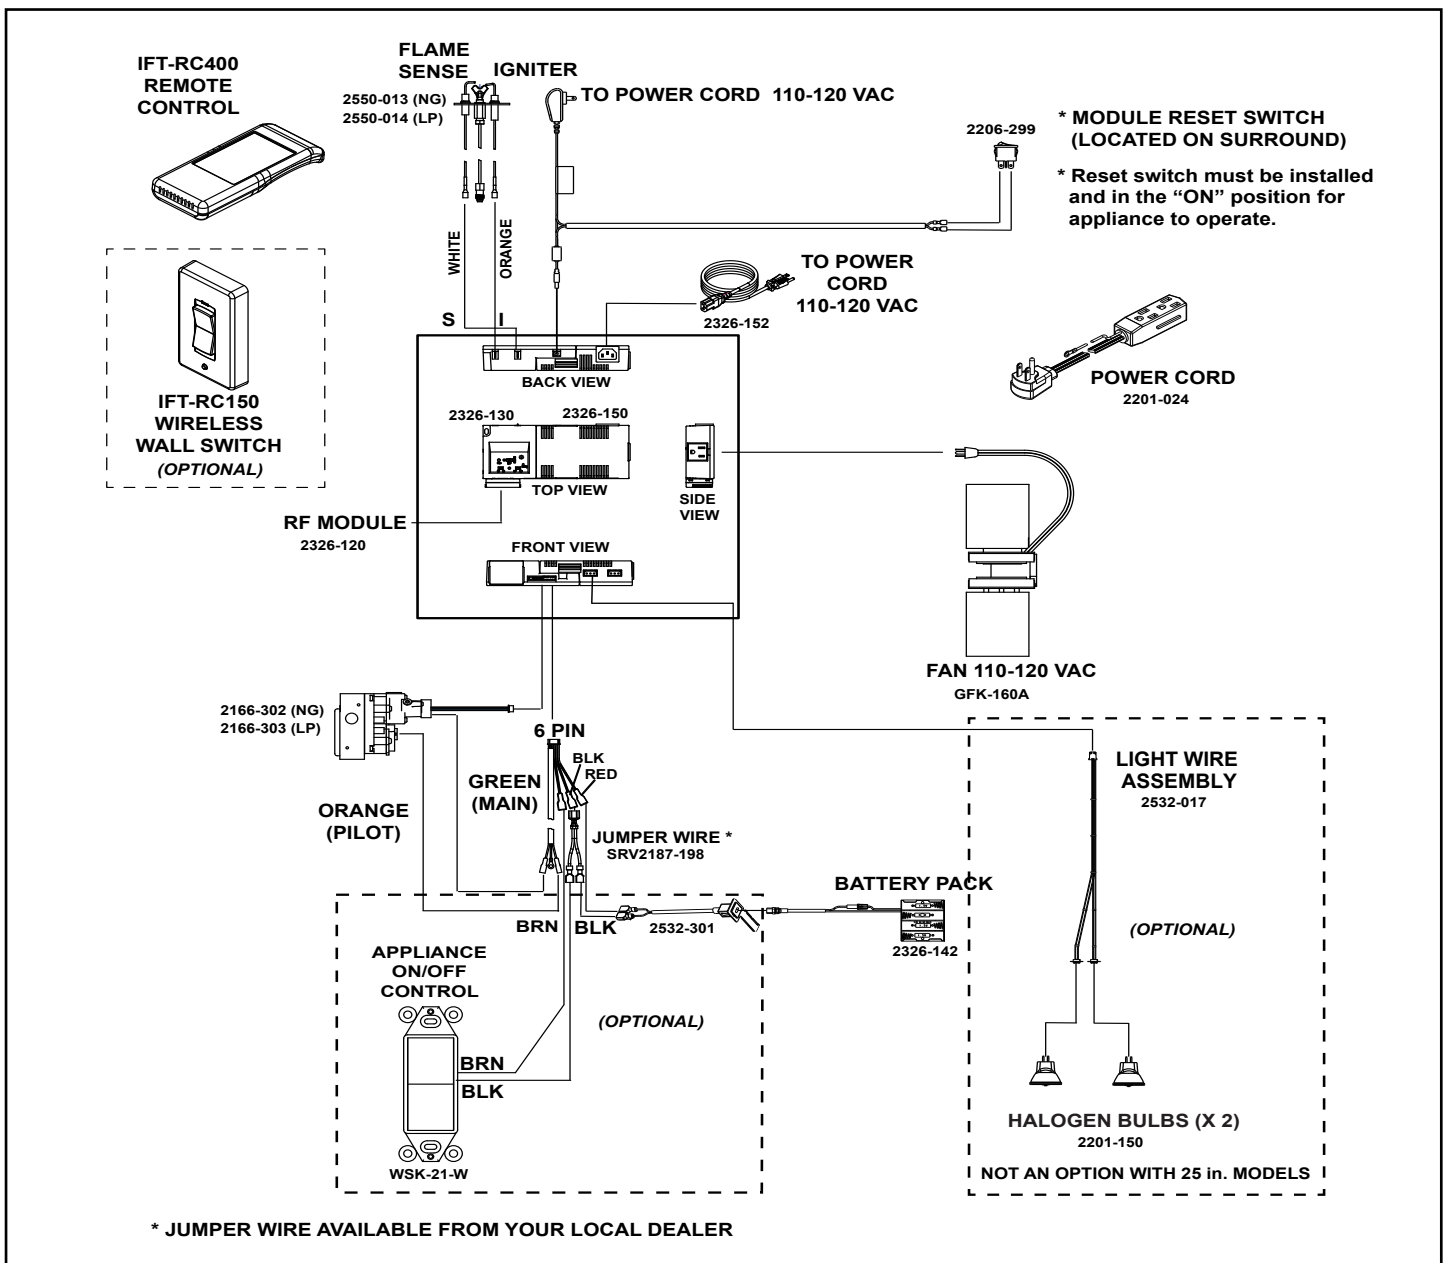 IFT-RC400
REMOTE
CONTROL
FLAME
SENSE
IGNITER
2550-013 (NG)
2550-014 (LP)
TO POWER CORD 110-120 VAC
2206-299
* MODULE RESET SWITCH
(LOCATED ON SURROUND)
* Reset switch must be installed
and in the “ON” position for
appliance to operate.
WHITE
ORANGE
S
I
TO POWER
CORD
110-120 VAC
2326-152
POWER CORD
2201-024
IFT-RC150
WIRELESS
WALL SWITCH
(OPTIONAL)
BACK VIEW
2326-130
2326-150
TOP VIEW
SIDE
VIEW
RF MODULE
2326-120
FRONT VIEW
FAN 110-120 VAC
GFK-160A
2166-302 (NG)
2166-303 (LP)
6 PIN
BLK
RED
GREEN
(MAIN)
ORANGE
(PILOT)
JUMPER WIRE *
SRV2187-198
LIGHT WIRE
ASSEMBLY
2532-017
BATTERY PACK
2326-142
BRN
BLK
2532-301
(OPTIONAL)
APPLIANCE
ON/OFF
CONTROL
(OPTIONAL)
BRN
BLK
WSK-21-W
HALOGEN BULBS (X 2)
2201-150
NOT AN OPTION WITH 25 in. MODELS
* JUMPER WIRE AVAILABLE FROM YOUR LOCAL DEALER